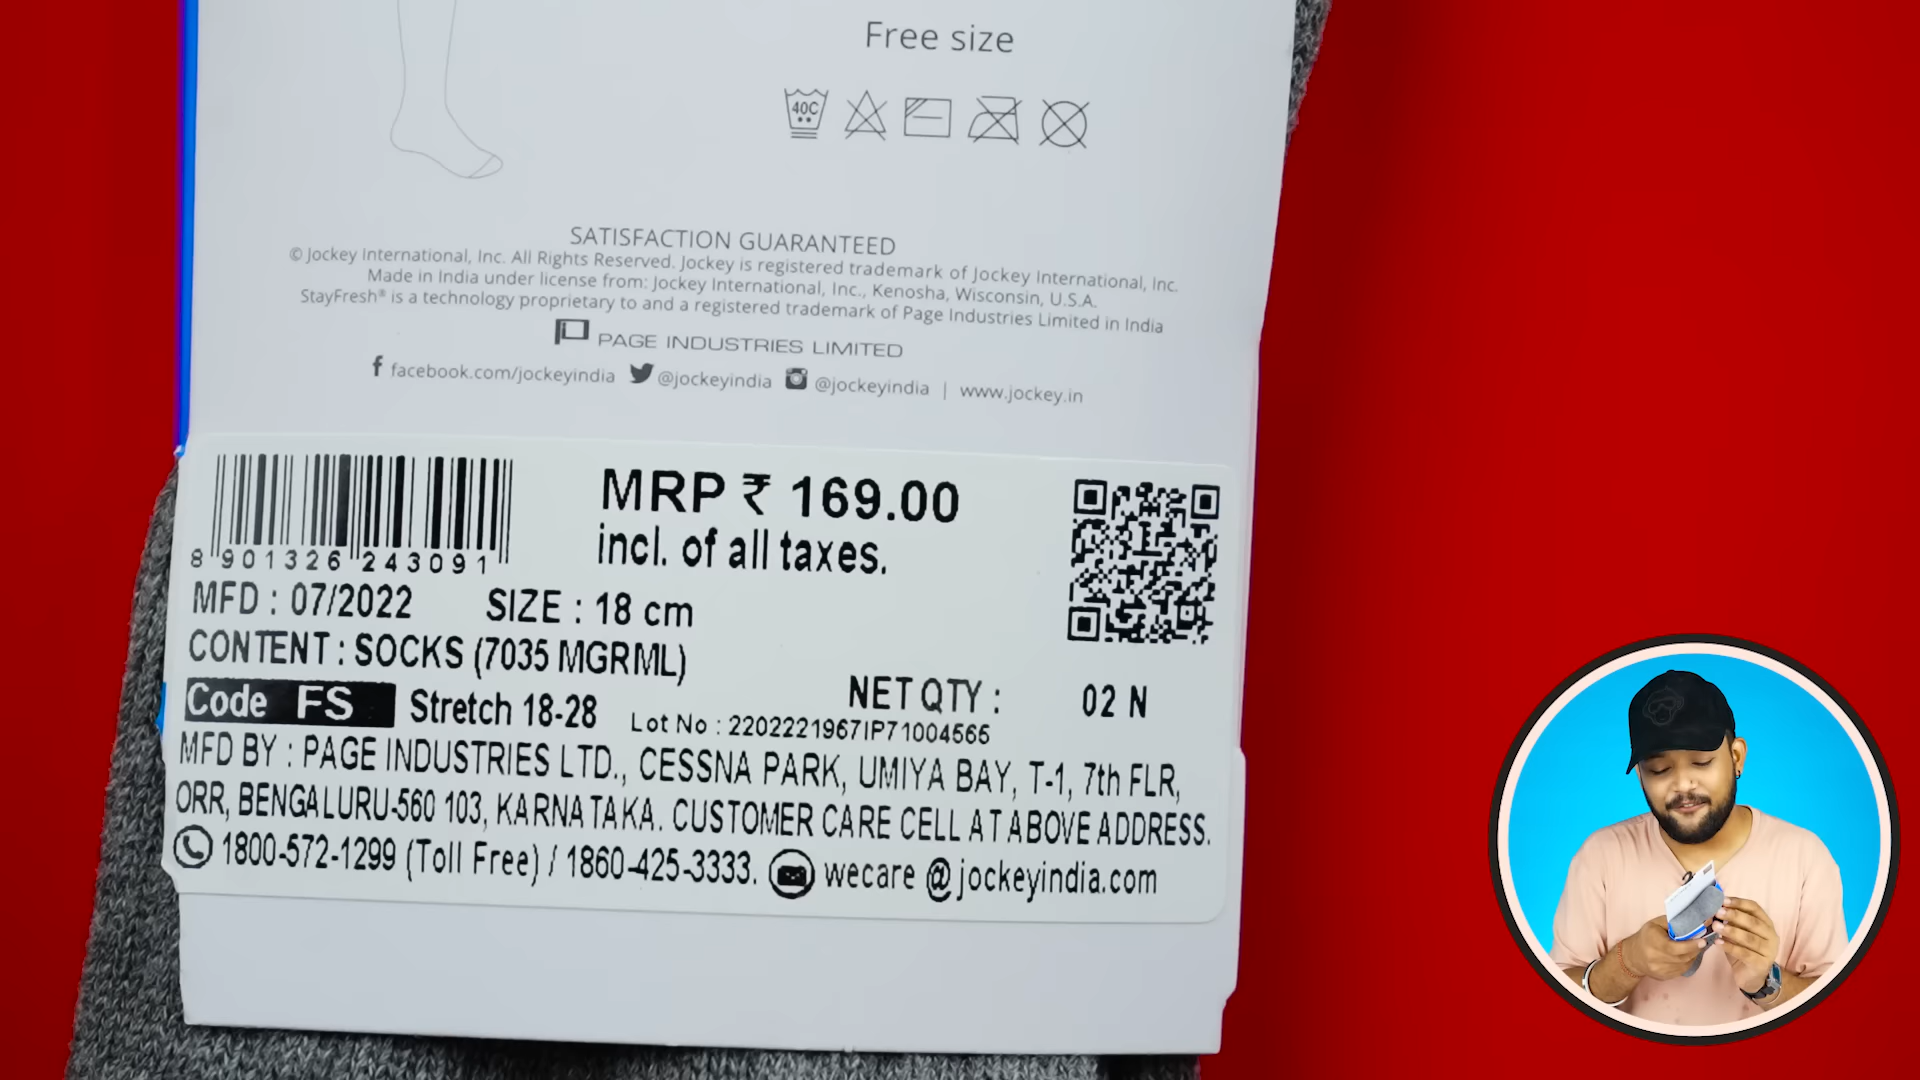 Free size
40C
SATISFACTION GUARANTEED
© Jockey International, Inc. All Rights Reserved. Jockey is registered trademark of Jockey International, Inc.
Made in India under license from: Jockey International, Inc., Kenosha, Wisconsin, U.S.A.
StayFresh® is a technology proprietary to and a registered trademark of Page Industries Limited in India
PAGE INDUSTRIES LIMITED
facebook.com/jockeyindia @jockeyindia @jockeyindia | www.jockey.in
MRP ₹ 169.00
incl. of all taxes.
8 901326 243091
MFD : 07/2022 SIZE : 18 cm
CONTENT : SOCKS (7035 MGRML)
NET QTY : 02 N
Code FS Stretch 18-28 Lot No : 2202221967IP71004565
MFD BY : PAGE INDUSTRIES LTD., CESSNA PARK, UMIYA BAY, T-1, 7th FLR,
ORR, BENGALURU-560 103, KARNATAKA. CUSTOMER CARE CELL AT ABOVE ADDRESS.
1800-572-1299 (Toll Free) / 1860-425-3333. wecare @ jockeyindia.com